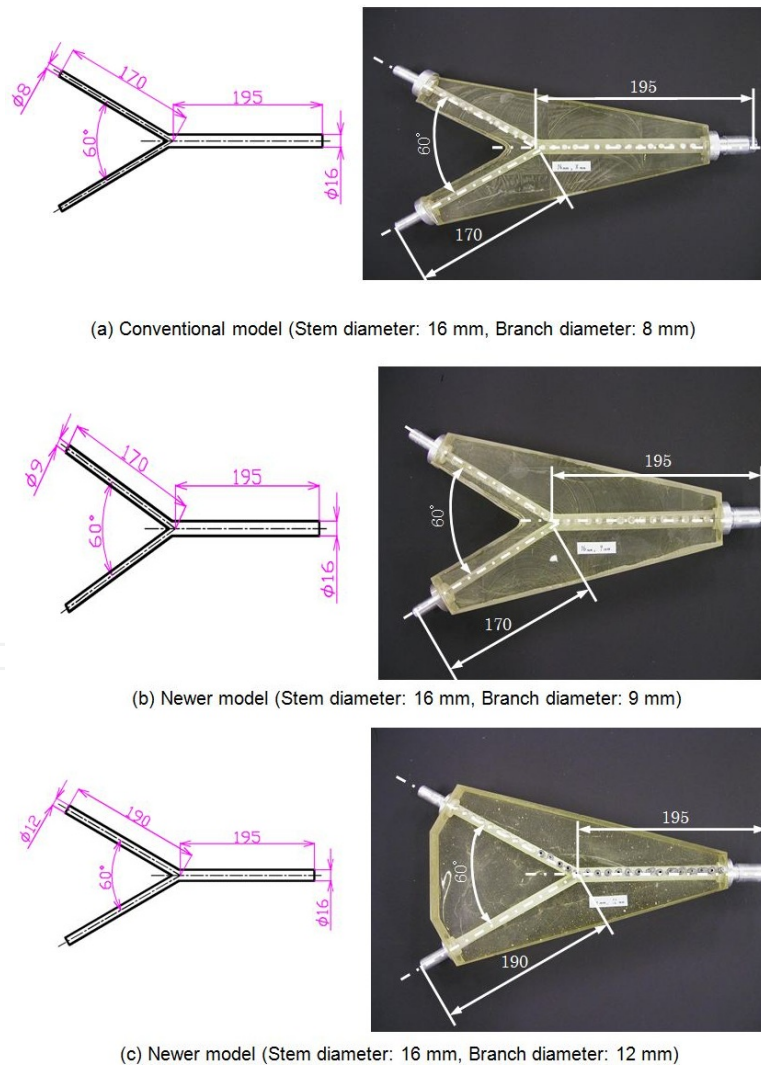 170
195
φ8
60°
φ16
195
60°
170
(a) Conventional model (Stem diameter: 16 mm, Branch diameter: 8 mm)
170
195
φ9
60°
φ16
195
60°
170
(b) Newer model (Stem diameter: 16 mm, Branch diameter: 9 mm)
190
195
φ12
60°
φ16
195
60°
190
(c) Newer model (Stem diameter: 16 mm, Branch diameter: 12 mm)